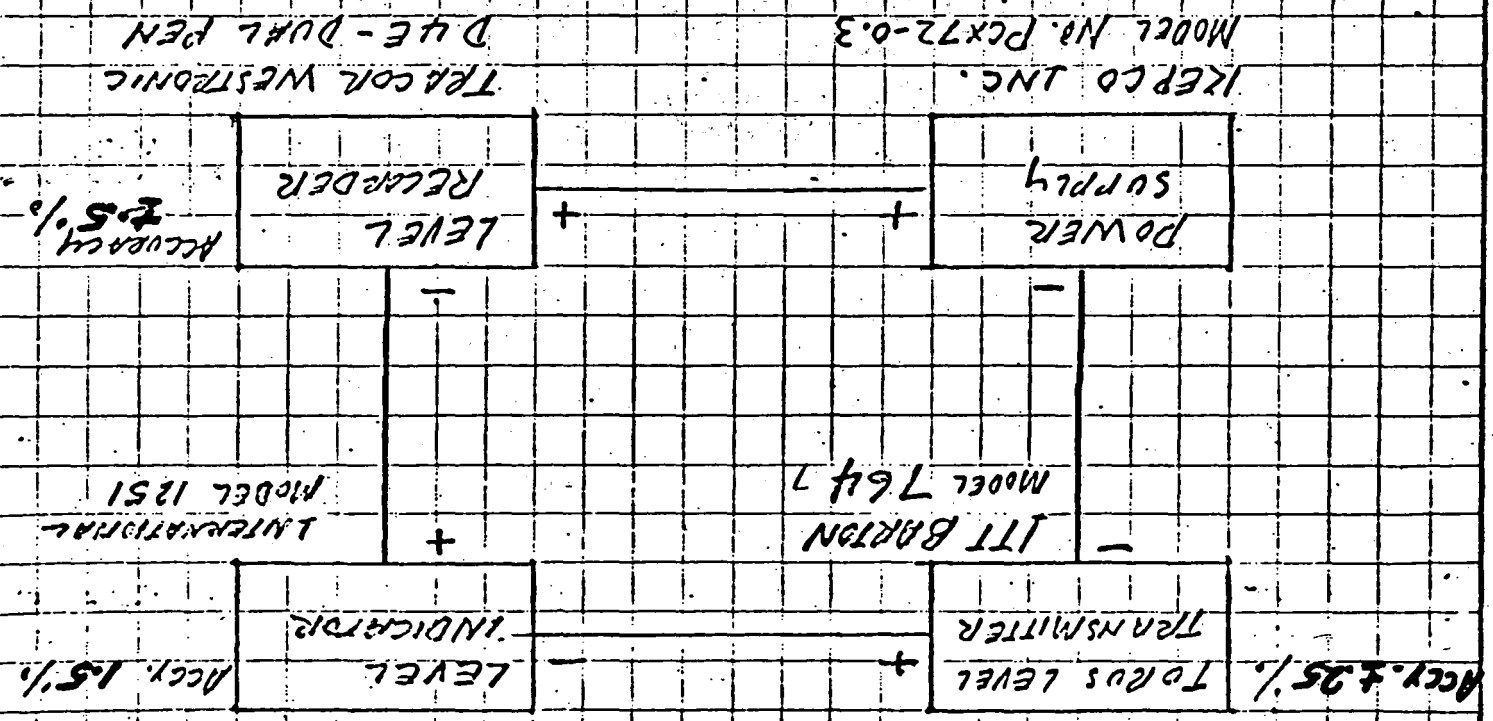 ACCY. ±25%
TORUS LEVEL
TRANSMITTER
+
-
LEVEL
INDICATOR
ACCY. 1.5%
-
ITT BARTON
MODEL 764
+
INTERNATIONAL
MODEL 1251
-
POWER
SUPPLY
+
-
+
LEVEL
RECORDER
ACCURACY
±.5%
KEPCO INC.
MODEL NO. PCX72-0.3
TRACOR WESTRONIC
D4E - DUAL PEN